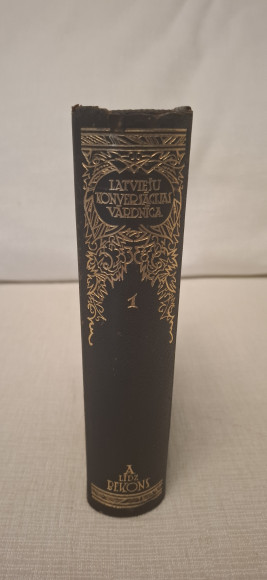 LATVIEŠU
KONVERSĀCIJAS
VĀRDNĪCA
1
A
LĪDZ
BEKONS